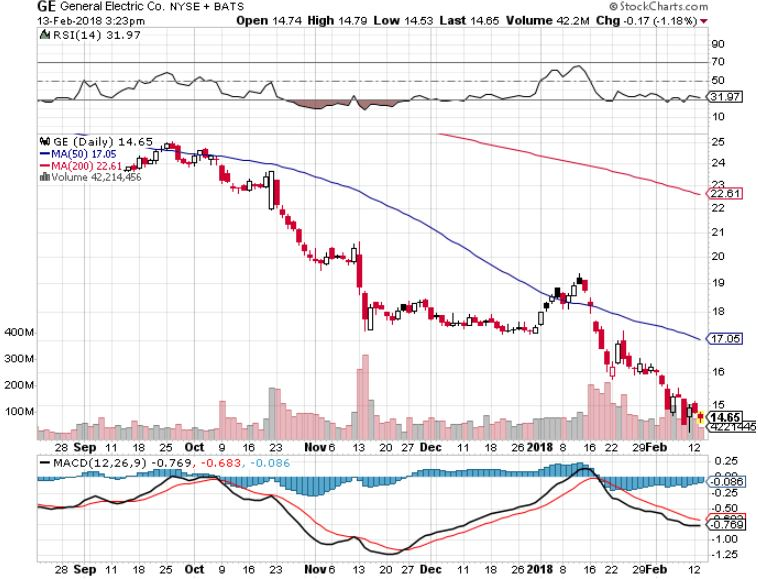 GE General Electric Co. NYSE + BATS
© StockCharts.com
13-Feb-2018 3:23pm
Open 14.74 High 14.79 Low 14.53 Last 14.65 Volume 42.2M Chg -0.17 (-1.18%)
RSI(14) 31.97
90
70
50
31.97
10
GE (Daily) 14.65
MA(50) 17.05
MA(200) 22.61
Volume 42,214,456
25
24
23
22.61
22
21
20
19
18
17.05
16
15
14.65
4221445
400M
300M
200M
100M
28 Sep 11 18 25 Oct 9 16 23 Nov 6 13 20 27 Dec 11 18 2018 8 16 22 29 Feb 12
MACD(12,26,9) -0.769, -0.683, -0.086
0.25
0.00
-0.086
-0.25
-0.50
-0.769
-1.00
-1.25
28 Sep 11 18 25 Oct 9 16 23 Nov 6 13 20 27 Dec 11 18 2018 8 16 22 29 Feb 12